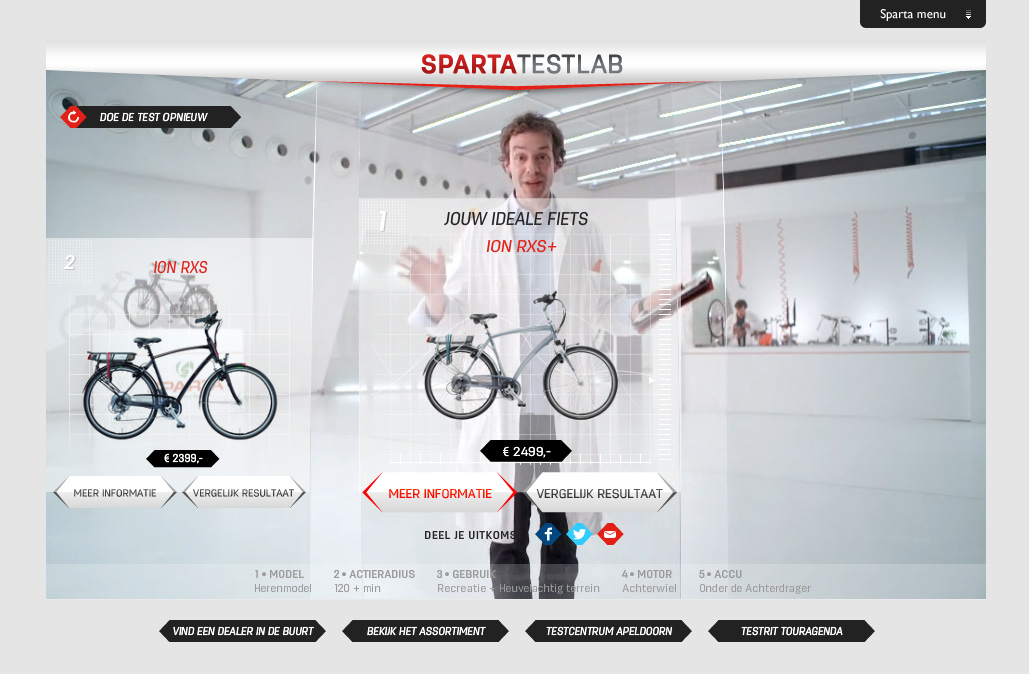 Sparta menu
SPARTATESTLAB
DOE DE TEST OPNIEUW
1
JOUW IDEALE FIETS
ION RXS+
2
ION RXS
€ 2399,-
€ 2499,-
MEER INFORMATIE
VERGELIJK RESULTAAT
MEER INFORMATIE
VERGELIJK RESULTAAT
DEEL JE UITKOMS
1 • MODEL
Herenmodel
2 • ACTIERADIUS
120 + min
3 • GEBRUIK
Recreatie + Heuvelachtig terrein
4 • MOTOR
Achterwiel
5 • ACCU
Onder de Achterdrager
VIND EEN DEALER IN DE BUURT
BEKIJK HET ASSORTIMENT
TESTCENTRUM APELDOORN
TESTRIT TOURAGENDA